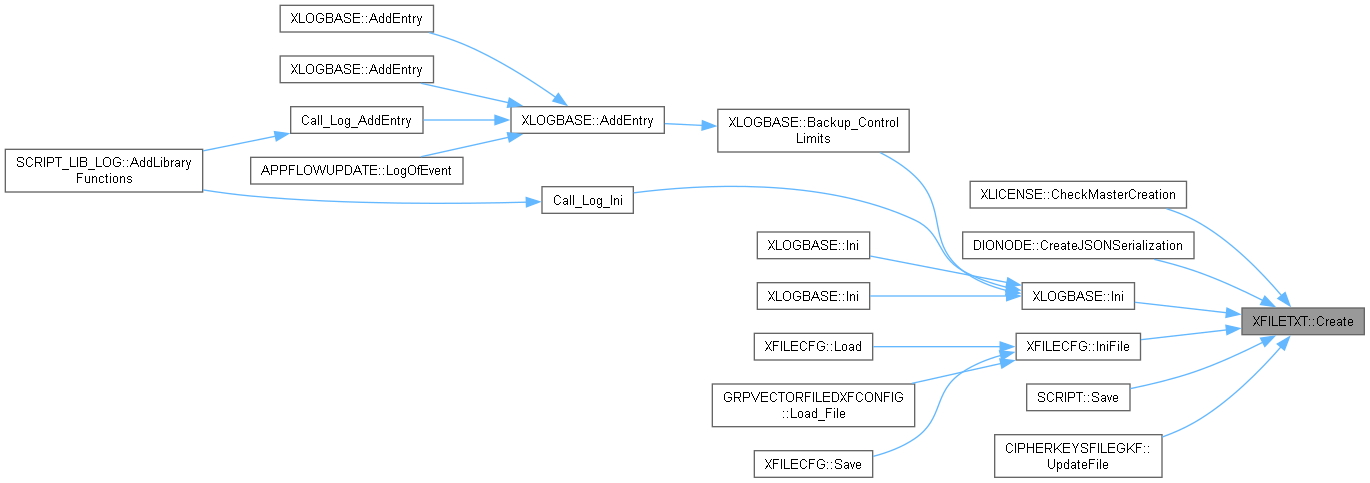 XLOGBASE::AddEntry
XLOGBASE::AddEntry
Call_Log_AddEntry
XLOGBASE::AddEntry
XLOGBASE::Backup_Control
Limits
SCRIPT_LIB_LOG::AddLibrary
Functions
APPFLOWUPDATE::LogOfEvent
Call_Log_Ini
XLICENSE::CheckMasterCreation
XLOGBASE::Ini
DIONODE::CreateJSONSerialization
XLOGBASE::Ini
XLOGBASE::Ini
XFILETXT::Create
XFILECFG::Load
XFILECFG::IniFile
GRPVECTORFILEDXFCONFIG
::Load_File
SCRIPT::Save
XFILECFG::Save
CIPHERKEYSFILEGKF::
UpdateFile